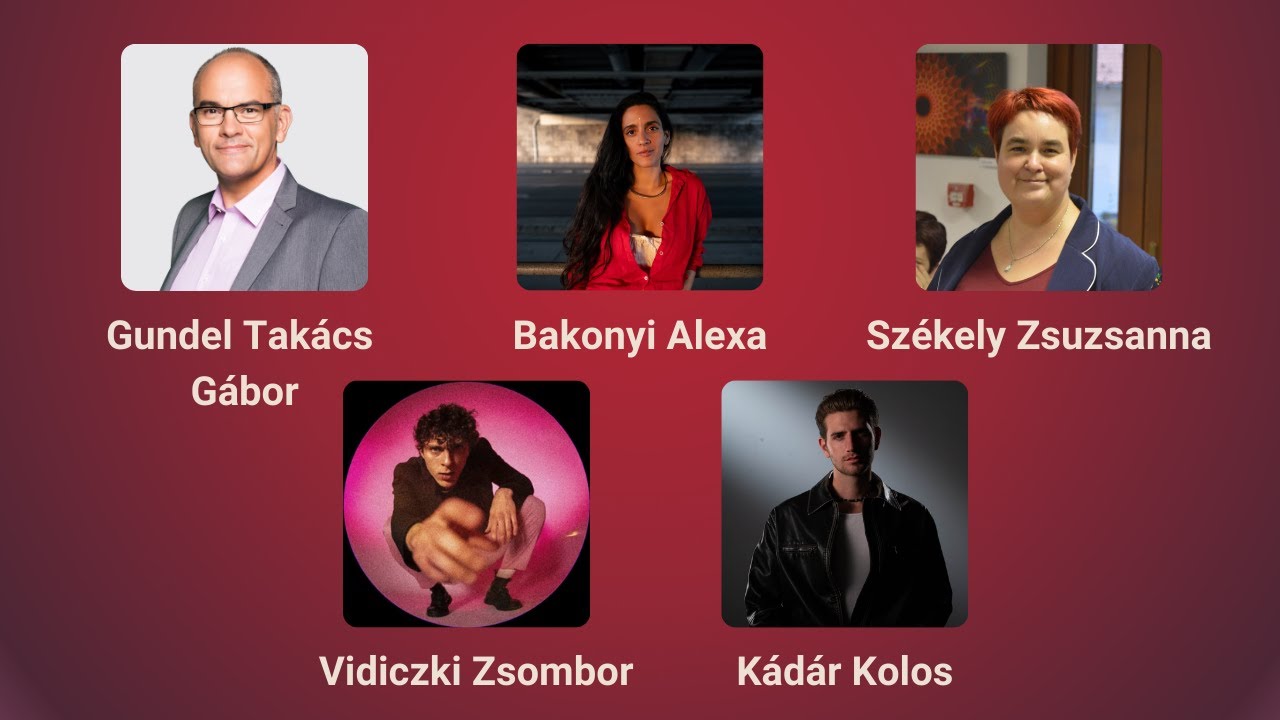 Gundel Takács
Gábor
Bakonyi Alexa
Székely Zsuzsanna
Vidiczki Zsombor
Kádár Kolos